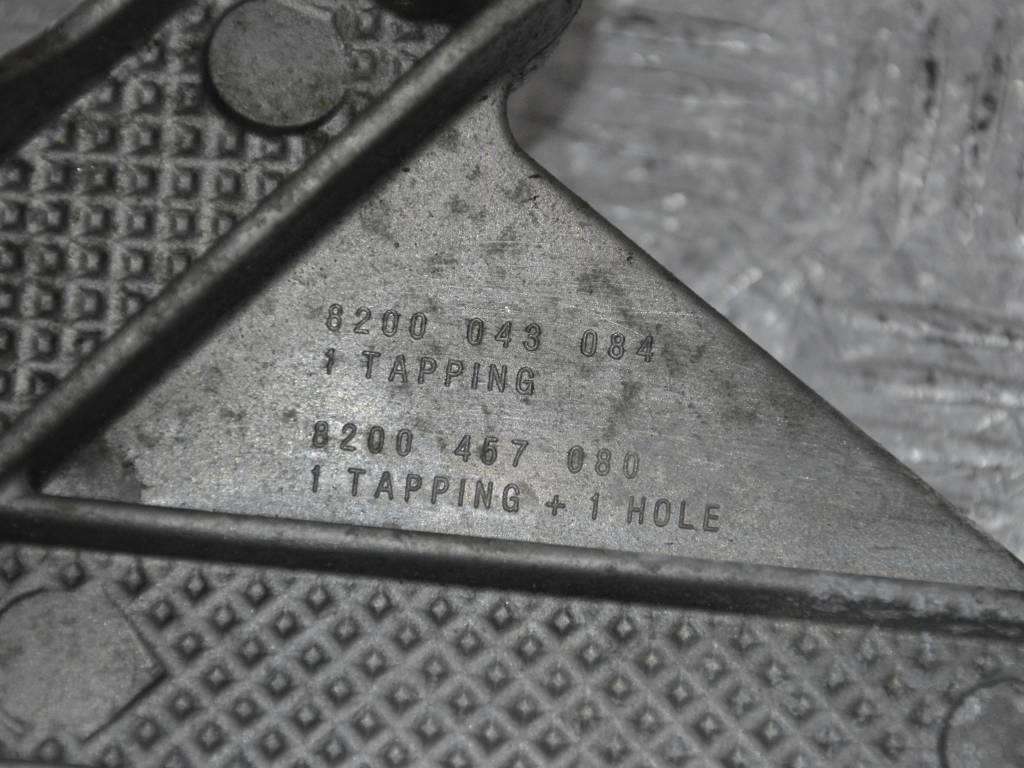 8200 043 084
1 TAPPING
8200 457 080
1 TAPPING + 1 HOLE